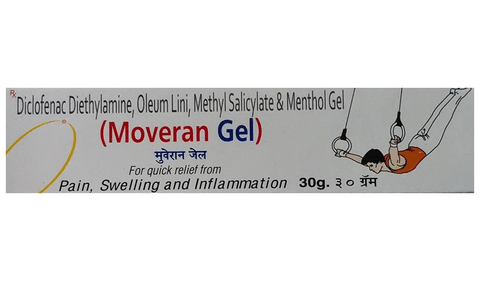 Rx
Diclofenac Diethylamine, Oleum Lini, Methyl Salicylate & Menthol Gel
(Moveran Gel)
मुवेरान जेल
For quick relief from
Pain, Swelling and Inflammation 30g. ३० ग्रॅम